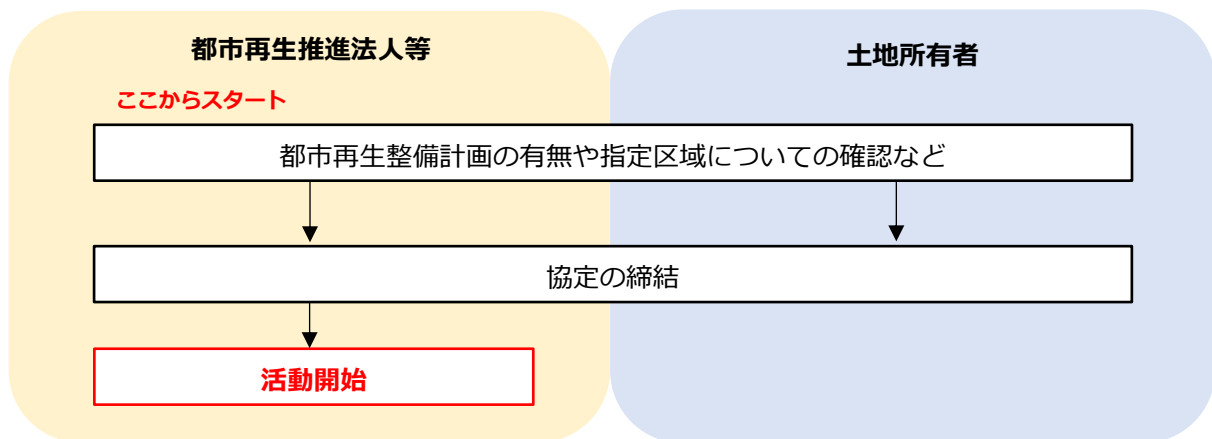 都市再生推進法人等
土地所有者
ここからスタート
都市再生整備計画の有無や指定区域についての確認など
協定の締結
活動開始